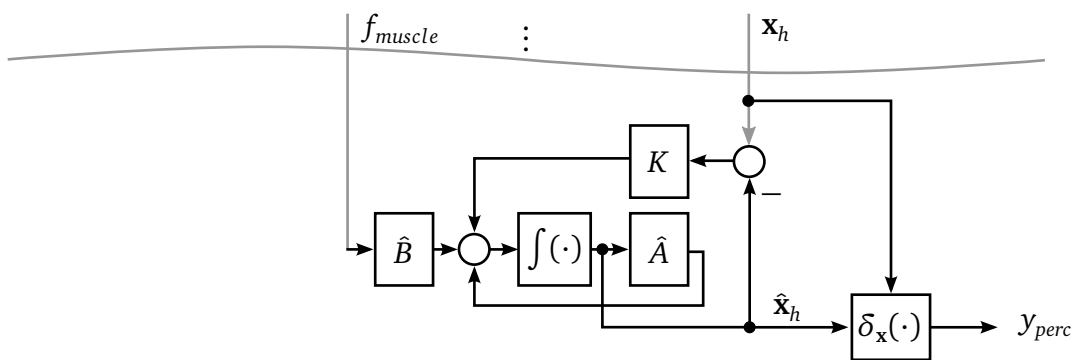 f_muscle ⋮ 𝐱_h
K
−
B̂ ∫(·) Â
𝐱̂_h δ_𝐱(·) y_perc